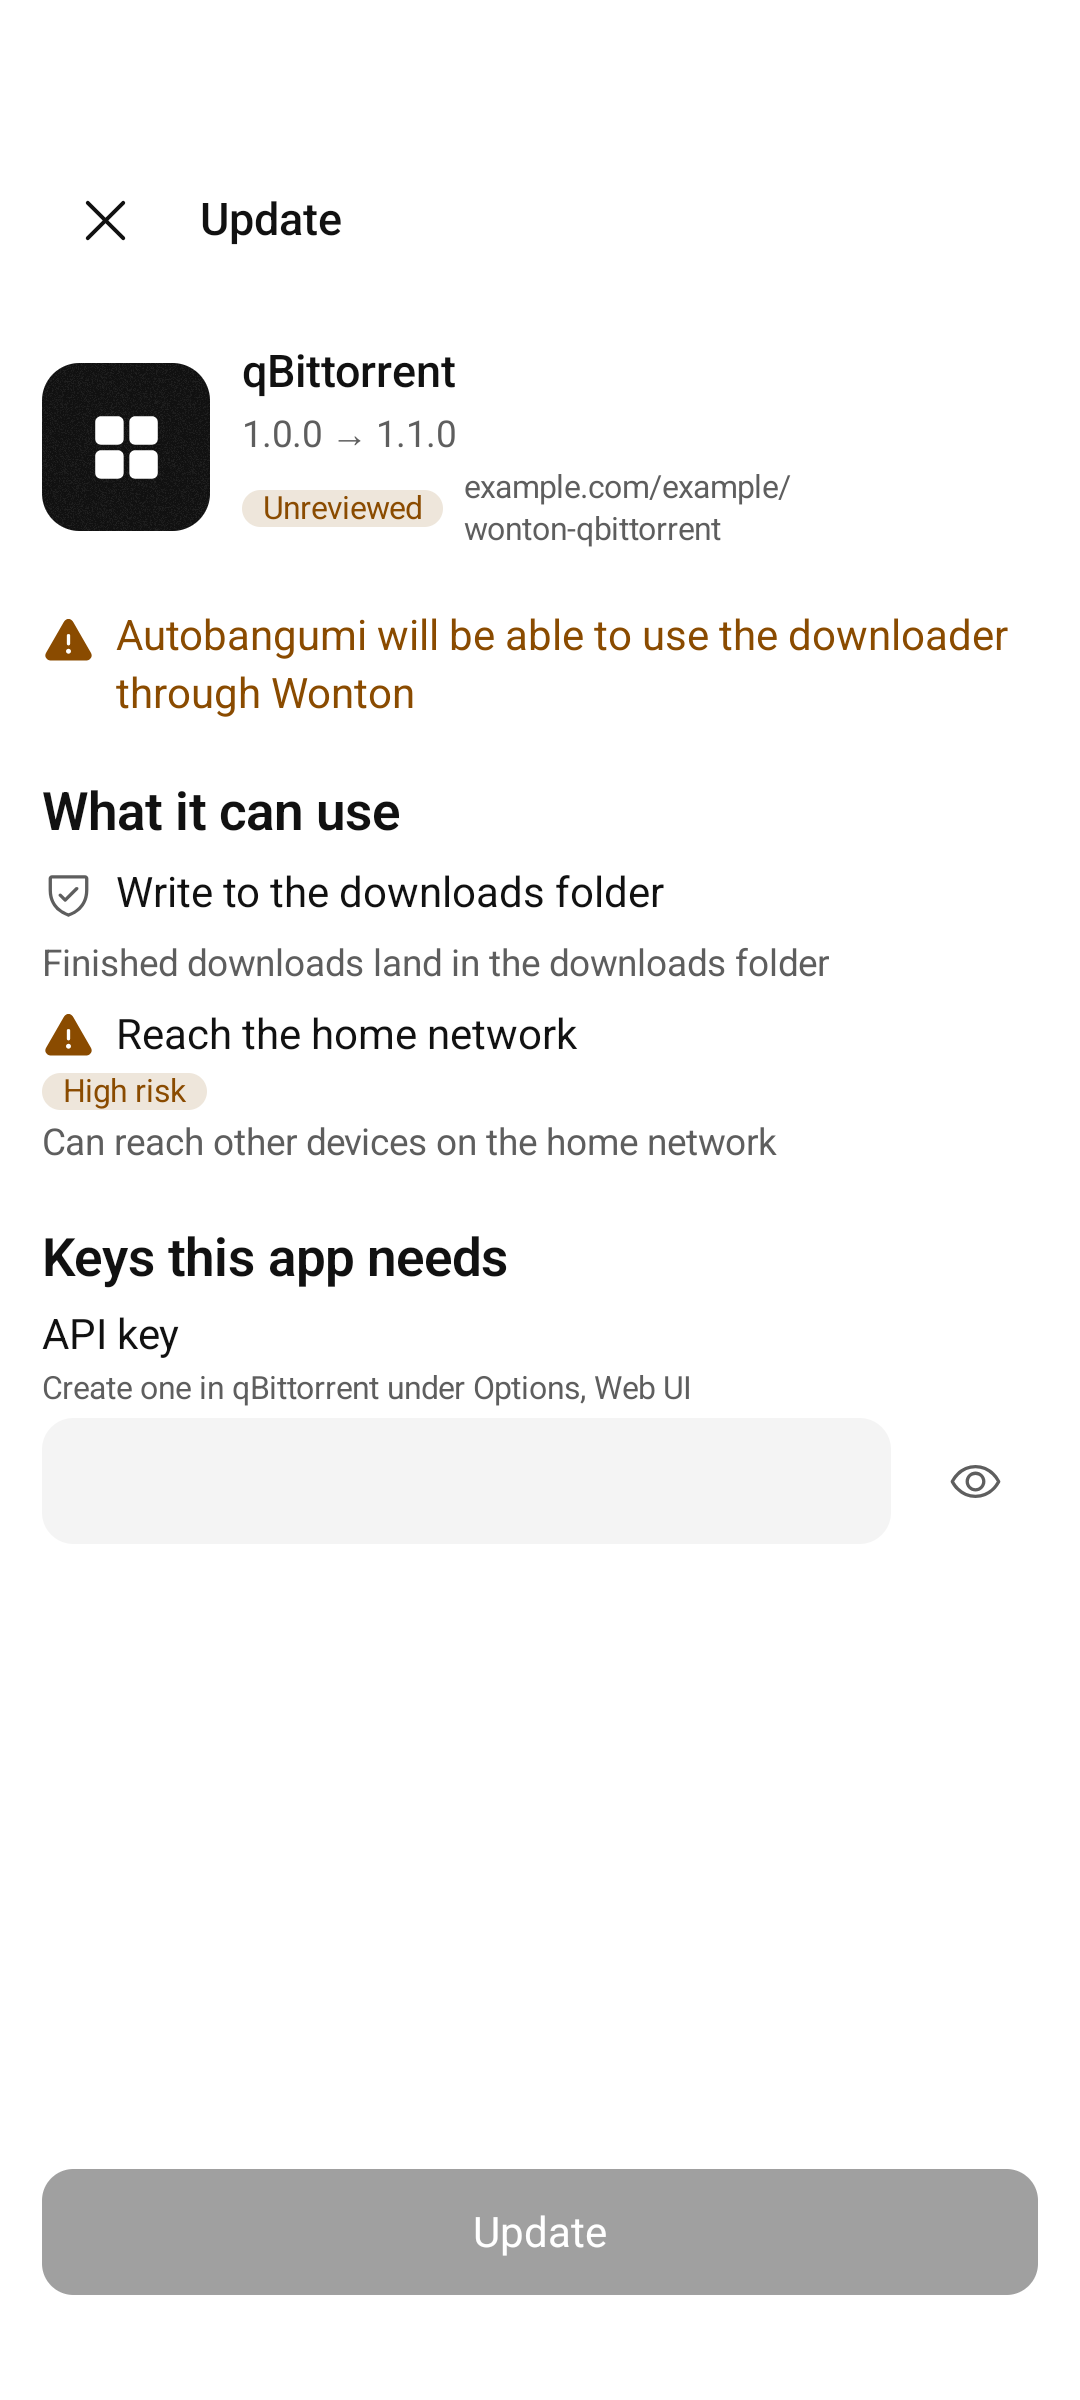 Update
qBittorrent
1.0.0 → 1.1.0
Unreviewed
example.com/example/
wonton-qbittorrent
Autobangumi will be able to use the downloader
through Wonton
What it can use
Write to the downloads folder
Finished downloads land in the downloads folder
Reach the home network
High risk
Can reach other devices on the home network
Keys this app needs
API key
Create one in qBittorrent under Options, Web UI
Update